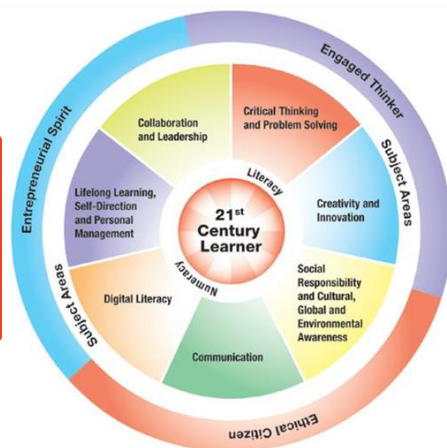 Entrepreneurial Spirit
Engaged Thinker
Ethical Citizen
Subject Areas
Subject Areas
Literacy
Numeracy
21st
Century
Learner
Collaboration
and Leadership
Critical Thinking
and Problem Solving
Creativity and
Innovation
Social
Responsibility
and Cultural,
Global and
Environmental
Awareness
Communication
Digital Literacy
Lifelong Learning,
Self-Direction
and Personal
Management